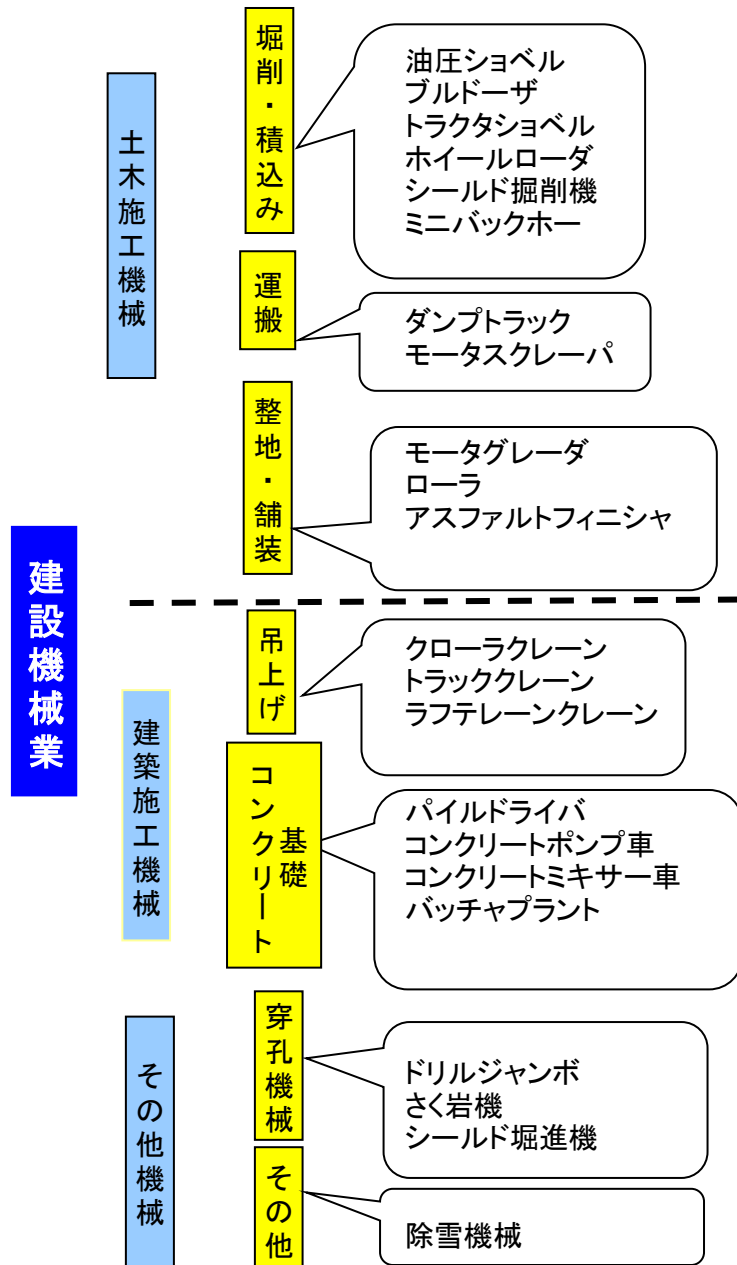 建設機械業
土木施工機械
堀削・積込み
油圧ショベル
ブルドーザ
トラクタショベル
ホイールローダ
シールド掘削機
ミニバックホー
運搬
ダンプトラック
モータスクレーパ
整地・舗装
モータグレーダ
ローラ
アスファルトフィニシャ
建築施工機械
吊上げ
クローラクレーン
トラッククレーン
ラフテレーンクレーン
基礎
コンクリート
パイルドライバ
コンクリートポンプ車
コンクリートミキサー車
バッチャプラント
その他機械
穿孔機械
ドリルジャンボ
さく岩機
シールド堀進機
その他
除雪機械